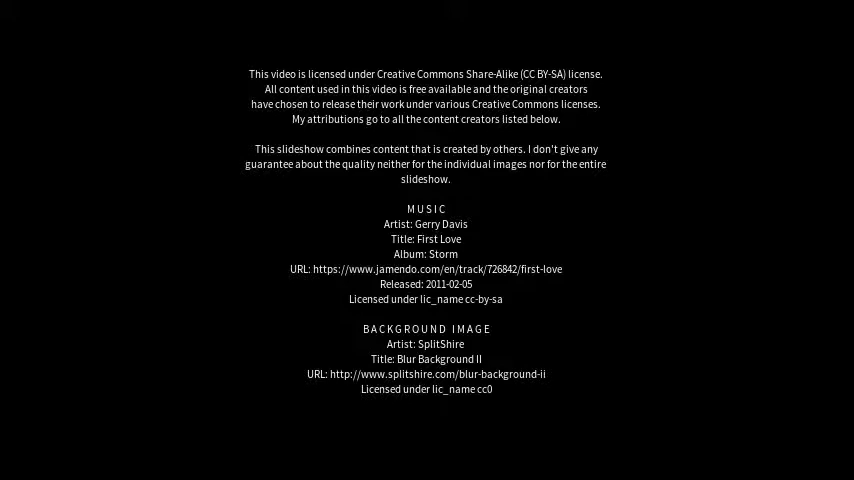 This video is licensed under Creative Commons Share-Alike (CC BY-SA) license.
All content used in this video is free available and the original creators
have chosen to release their work under various Creative Commons licenses.
My attributions go to all the content creators listed below.
This slideshow combines content that is created by others. I don't give any
guarantee about the quality neither for the individual images nor for the entire
slideshow.
MUSIC
Artist: Gerry Davis
Title: First Love
Album: Storm
URL: https://www.jamendo.com/en/track/726842/first-love
Released: 2011-02-05
Licensed under lic_name cc-by-sa
BACKGROUND IMAGE
Artist: SplitShire
Title: Blur Background II
URL: http://www.splitshire.com/blur-background-ii
Licensed under lic_name cc0